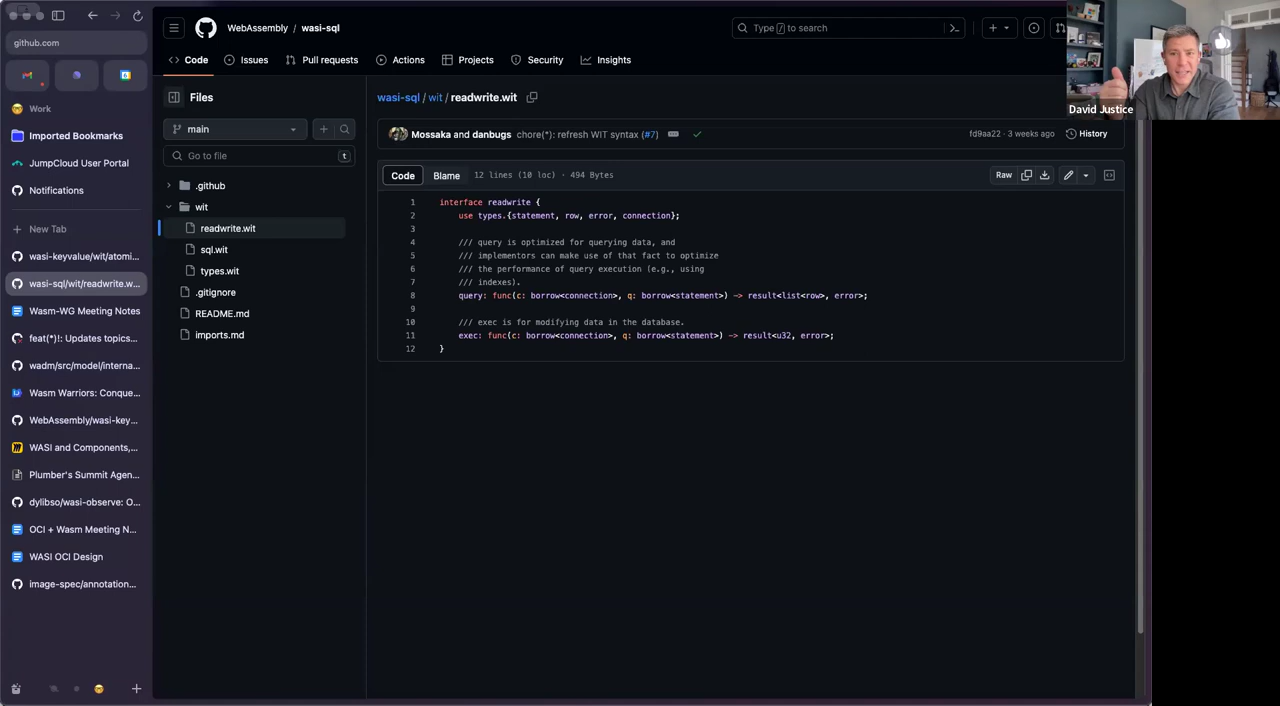 github.com
Work
Imported Bookmarks
JumpCloud User Portal
Notifications
New Tab
wasi-keyvalue/wit/atomi...
wasi-sql/wit/readwrite.w...
Wasm-WG Meeting Notes
feat(*)!: Updates topics...
wadm/src/model/interna...
Wasm Warriors: Conque...
WebAssembly/wasi-key...
WASI and Components,...
Plumber's Summit Agen...
dylibso/wasi-observe: O...
OCI + Wasm Meeting N...
WASI OCI Design
image-spec/annotation...
WebAssembly / wasi-sql
Type / to search
Code Issues Pull requests Actions Projects Security Insights
Files
main
Go to file t
.github
wit
readwrite.wit
sql.wit
types.wit
.gitignore
README.md
imports.md
wasi-sql / wit / readwrite.wit
Mossaka and danbugs chore(*): refresh WIT syntax (#7) fd9aa22 · 3 weeks ago History
Code Blame 12 lines (10 loc) · 494 Bytes Raw
1 interface readwrite {
2 use types.{statement, row, error, connection};
3
4 /// query is optimized for querying data, and
5 /// implementors can make use of that fact to optimize
6 /// the performance of query execution (e.g., using
7 /// indexes).
8 query: func(c: borrow<connection>, q: borrow<statement>) -> result<list<row>, error>;
9
10 /// exec is for modifying data in the database.
11 exec: func(c: borrow<connection>, q: borrow<statement>) -> result<u32, error>;
12 }
David Justice